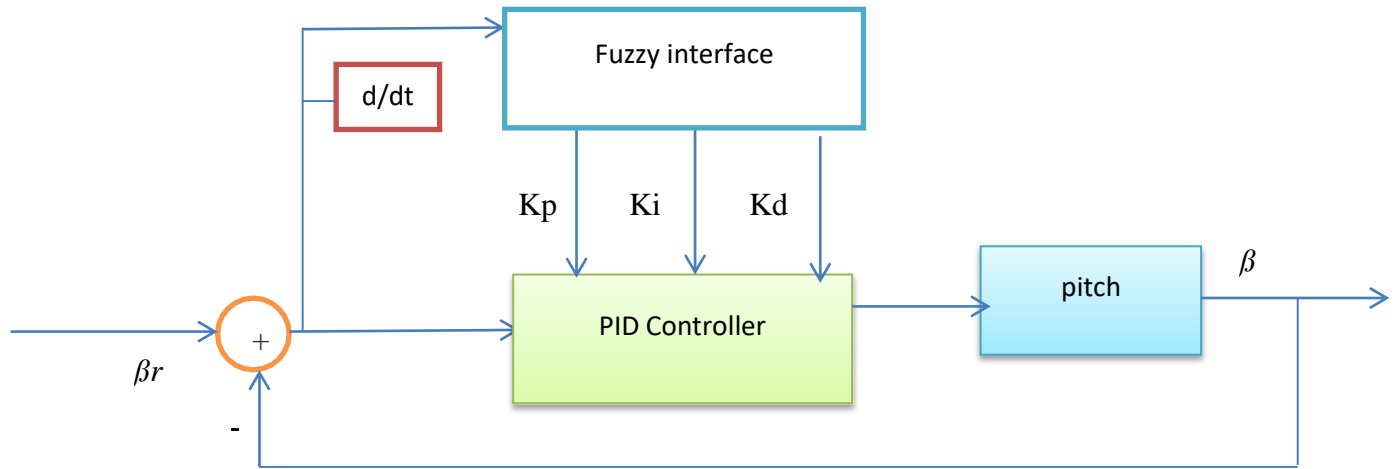 Fuzzy interface
d/dt
Kp Ki Kd
β
pitch
PID Controller
+
βr
-